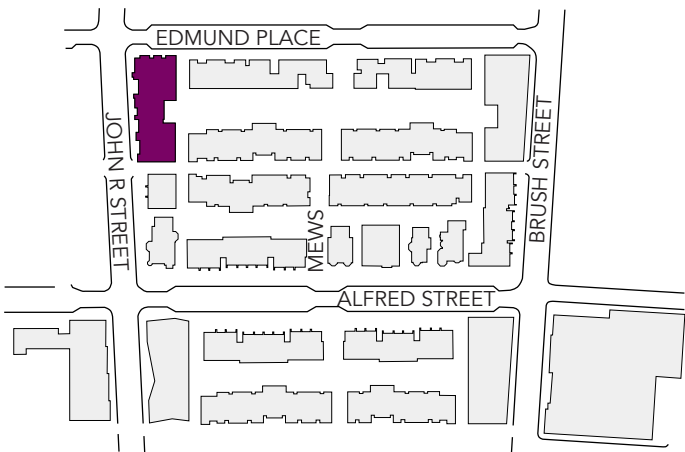 EDMUND PLACE
JOHN R STREET
BRUSH STREET
MEWS
ALFRED STREET